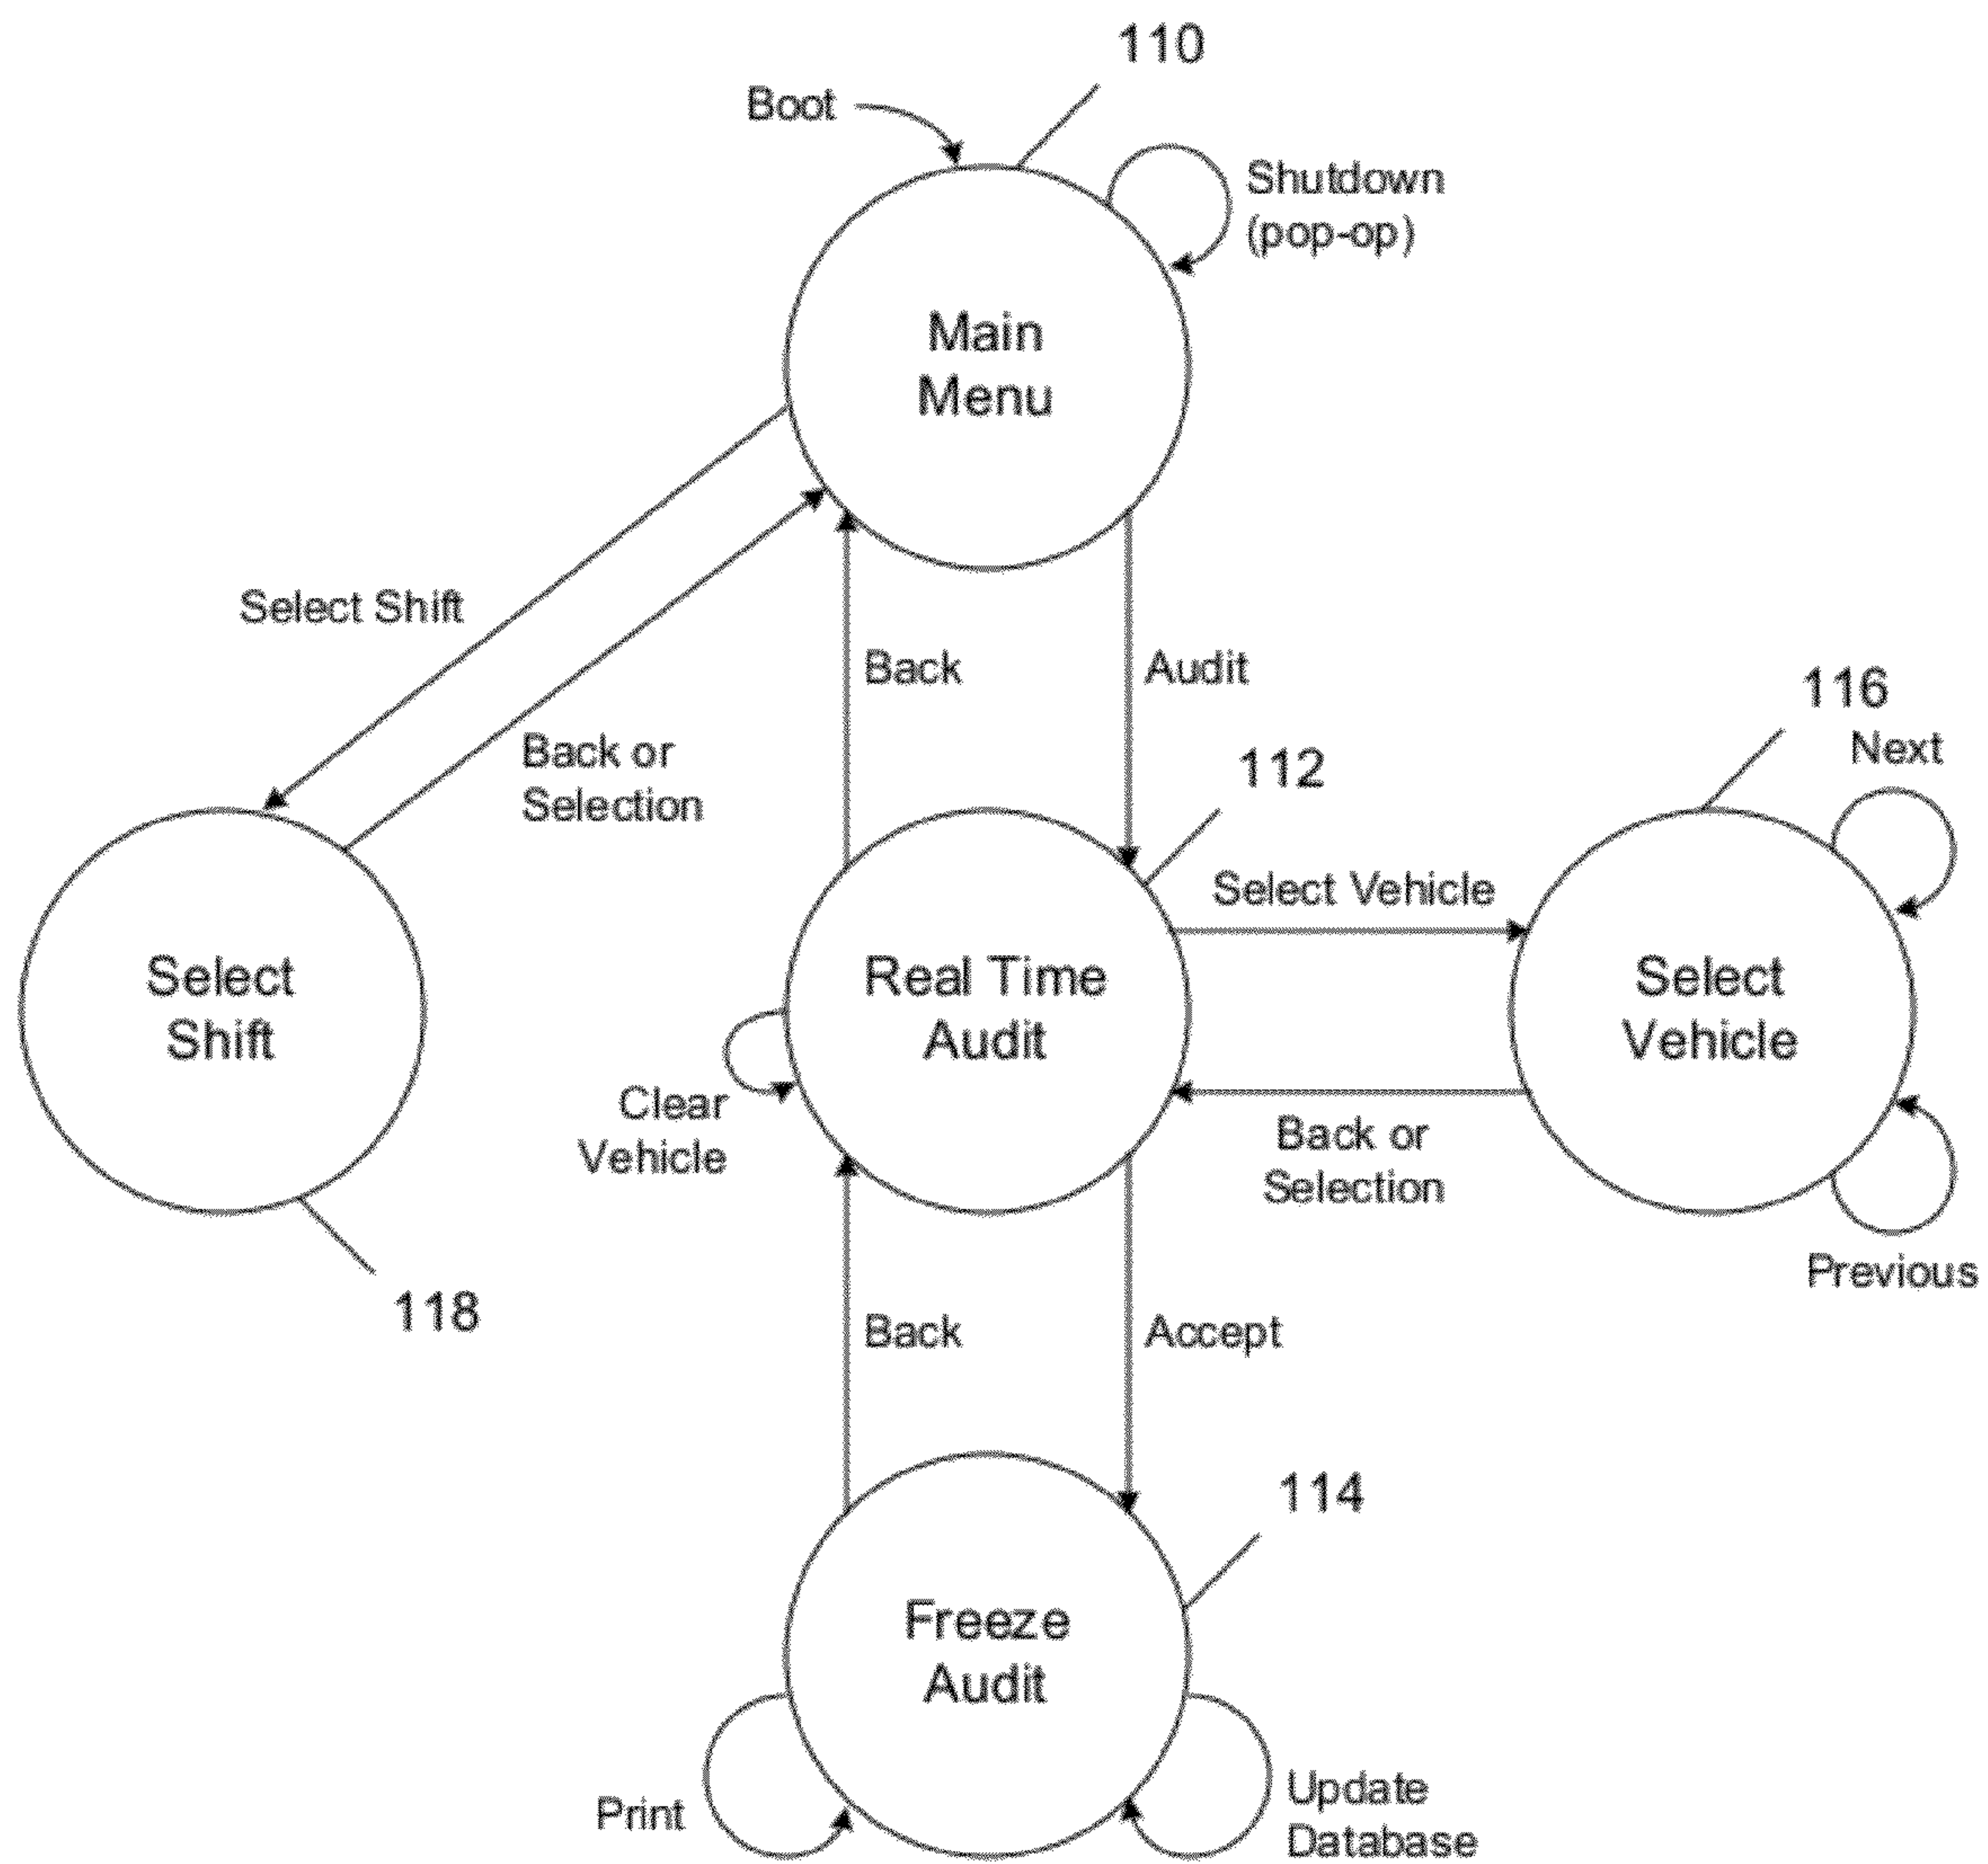 110
Boot
Shutdown
(pop-op)
Main
Menu
Select Shift
Back
Audit
Back or
Selection
116
Next
112
Select Vehicle
Select
Shift
Real Time
Audit
Select
Vehicle
Clear
Vehicle
Back or
Selection
Previous
118
Back
Accept
114
Freeze
Audit
Print
Update
Database